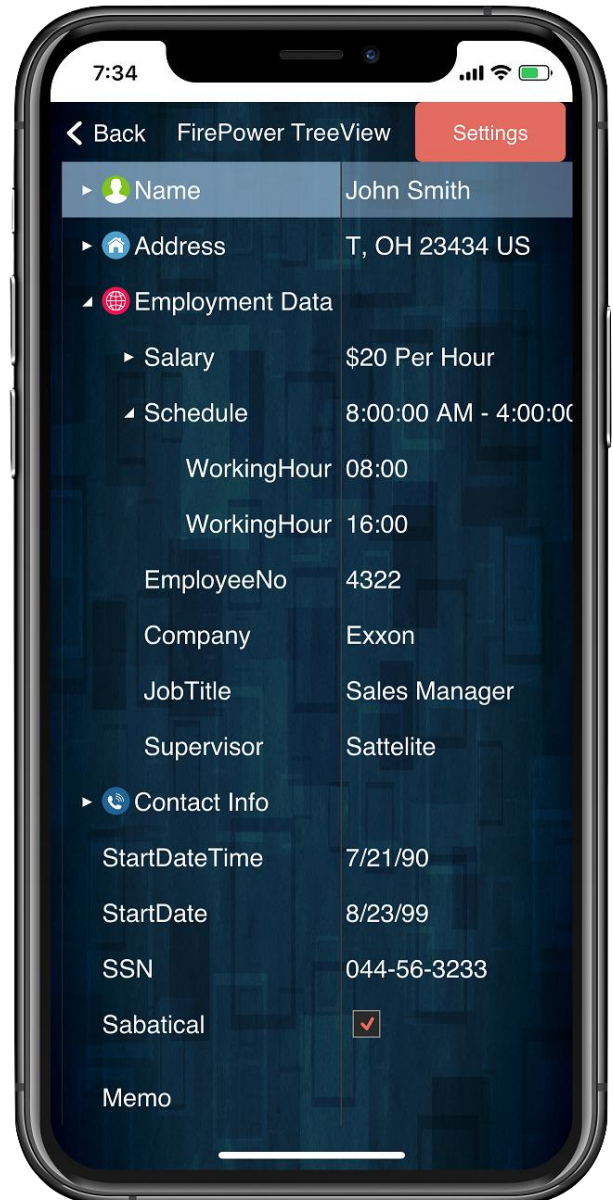 7:34
Back FirePower TreeView Settings
Name John Smith
Address T, OH 23434 US
Employment Data
Salary $20 Per Hour
Schedule 8:00:00 AM - 4:00:00
WorkingHour 08:00
WorkingHour 16:00
EmployeeNo 4322
Company Exxon
JobTitle Sales Manager
Supervisor Sattelite
Contact Info
StartDateTime 7/21/90
StartDate 8/23/99
SSN 044-56-3233
Sabatical
Memo